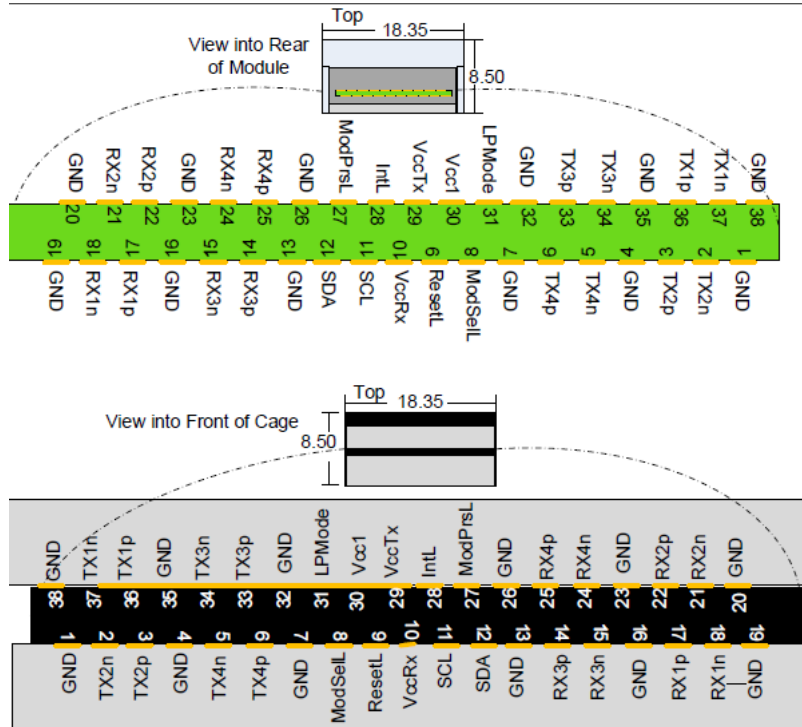 Top
18.35
View into Rear
of Module
8.50
GND RX2n RX2p GND RX4n RX4p GND ModPrsL IntL VccTx Vcc1 LPMode GND TX3p TX3n GND TX1p TX1n GND
20 21 22 23 24 25 26 27 28 29 30 31 32 33 34 35 36 37 38
19 18 17 16 15 14 13 12 11 10 9 8 7 6 5 4 3 2 1
GND RX1n RX1p GND RX3n RX3p GND SDA SCL VccRx ResetL ModSelL GND TX4p TX4n GND TX2p TX2n GND
Top
18.35
View into Front of Cage
8.50
GND TX1n TX1p GND TX3n TX3p GND LPMode Vcc1 VccTx IntL ModPrsL GND RX4p RX4n GND RX2p RX2n GND
38 37 36 35 34 33 32 31 30 29 28 27 26 25 24 23 22 21 20
1 2 3 4 5 6 7 8 9 10 11 12 13 14 15 16 17 18 19
GND TX2n TX2p GND TX4n TX4p GND ModSelL ResetL VccRx SCL SDA GND RX3p RX3n GND RX1p RX1n GND